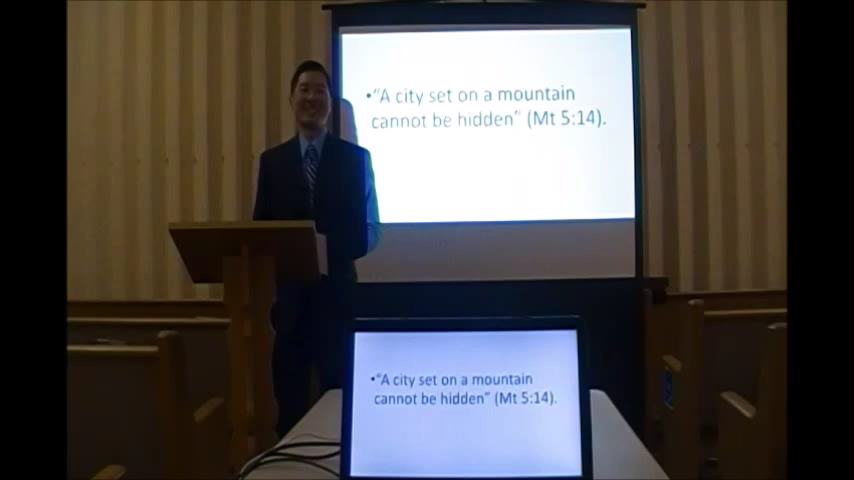 •"A city set on a mountain
cannot be hidden" (Mt 5:14).
•"A city set on a mountain
cannot be hidden" (Mt 5:14).